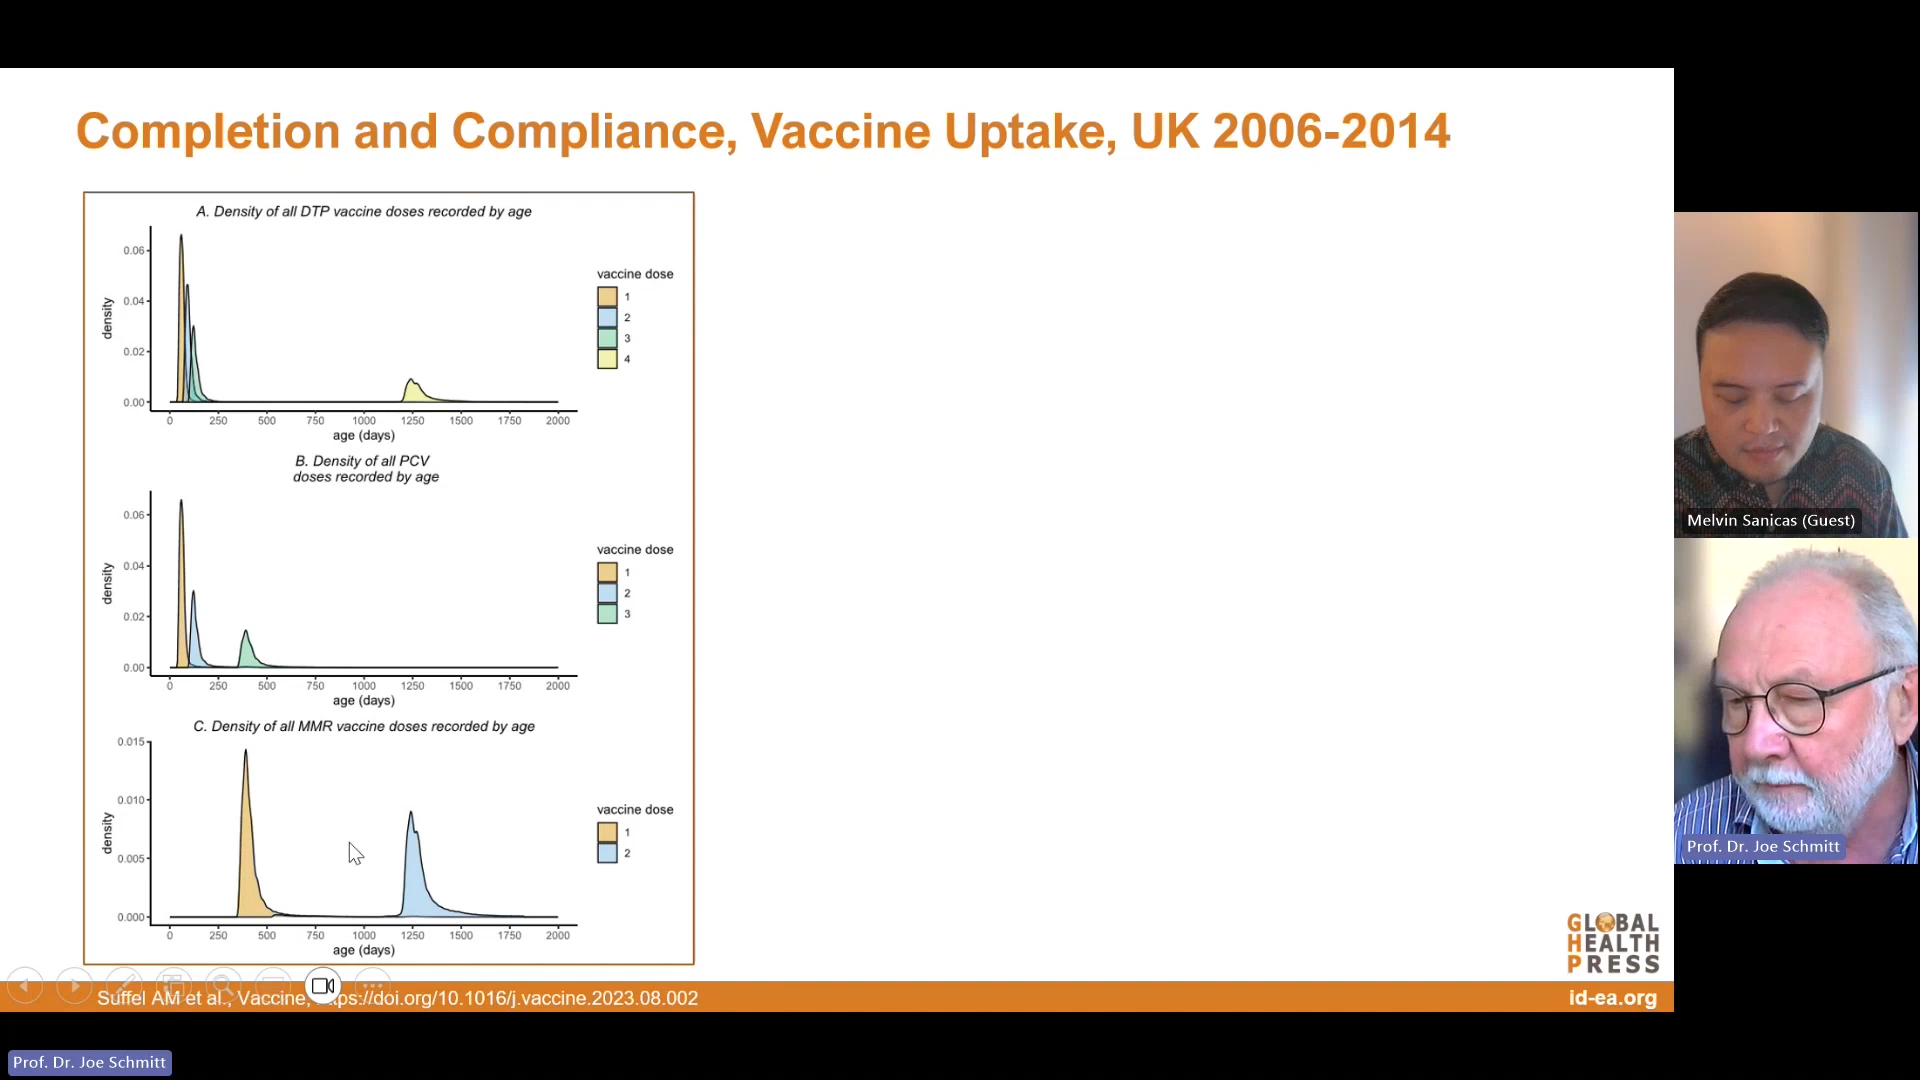 Completion and Compliance, Vaccine Uptake, UK 2006-2014
A. Density of all DTP vaccine doses recorded by age
0.06
0.04
0.02
0.00
density
0 250 500 750 1000 1250 1500 1750 2000
age (days)
vaccine dose
1
2
3
4
B. Density of all PCV
doses recorded by age
0.06
0.04
0.02
0.00
density
0 250 500 750 1000 1250 1500 1750 2000
age (days)
vaccine dose
1
2
3
C. Density of all MMR vaccine doses recorded by age
0.015
0.010
0.005
0.000
density
0 250 500 750 1000 1250 1500 1750 2000
age (days)
vaccine dose
1
2
GLOBAL
HEALTH
PRESS
Suffel AM et al., Vaccine, ttps://doi.org/10.1016/j.vaccine.2023.08.002
id-ea.org
Melvin Sanicas (Guest)
Prof. Dr. Joe Schmitt
Prof. Dr. Joe Schmitt